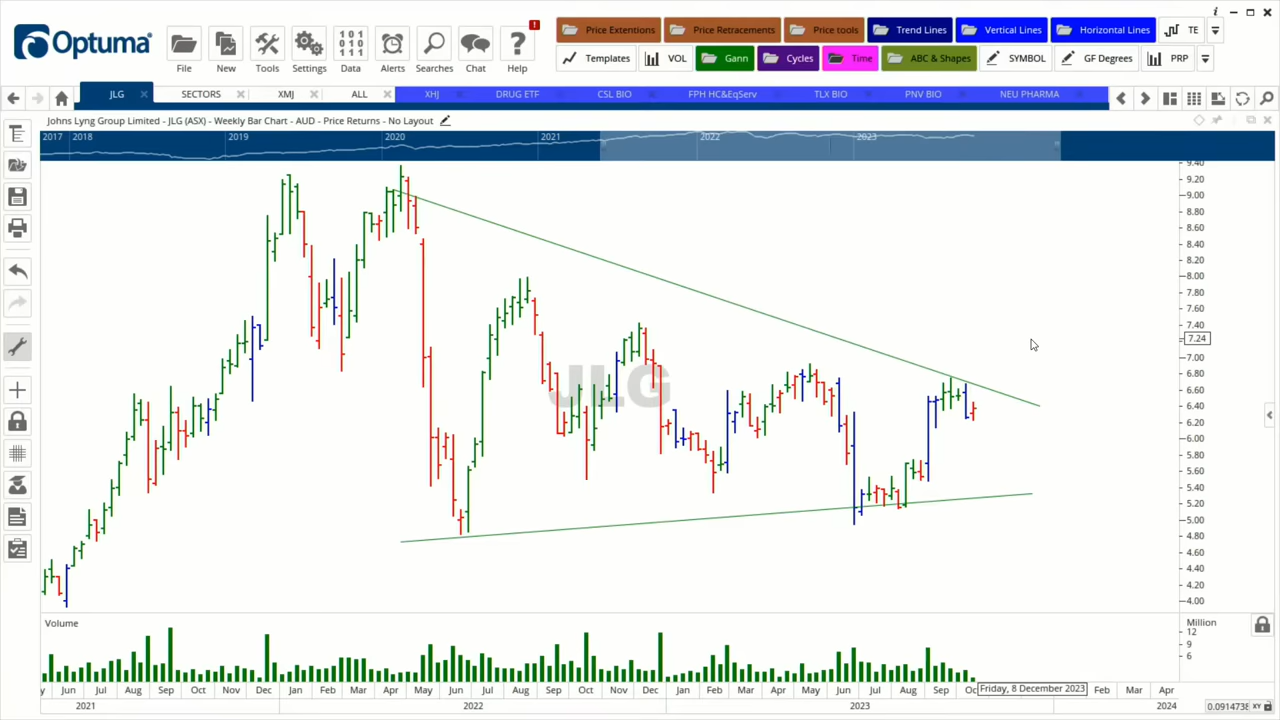 Optuma®
File New Tools Settings Data Alerts Searches Chat Help
Price Extentions Price Retracements Price tools Trend Lines Vertical Lines Horizontal Lines TE
Templates VOL Gann Cycles Time ABC & Shapes SYMBOL GF Degrees PRP
JLG SECTORS XMJ ALL XHJ DRUG ETF CSL BIO FPH HC&EqServ TLX BIO PNV BIO NEU PHARMA
Johns Lyng Group Limited - JLG (ASX) - Weekly Bar Chart - AUD - Price Returns - No Layout
2017 2018 2019 2020 2021 2022 2023
9.40
9.20
9.00
8.80
8.60
8.40
8.20
8.00
7.80
7.60
7.40
7.24
7.00
6.80
6.60
6.40
6.20
6.00
5.80
5.60
5.40
5.20
5.00
4.80
4.60
4.40
4.20
4.00
JLG
Volume
Million
12
9
6
y Jun Jul Aug Sep Oct Nov Dec Jan Feb Mar Apr May Jun Jul Aug Sep Oct Nov Dec Jan Feb Mar Apr May Jun Jul Aug Sep Oc Friday, 8 December 2023 Feb Mar Apr
2021 2022 2023 2024
0.0914738 XY